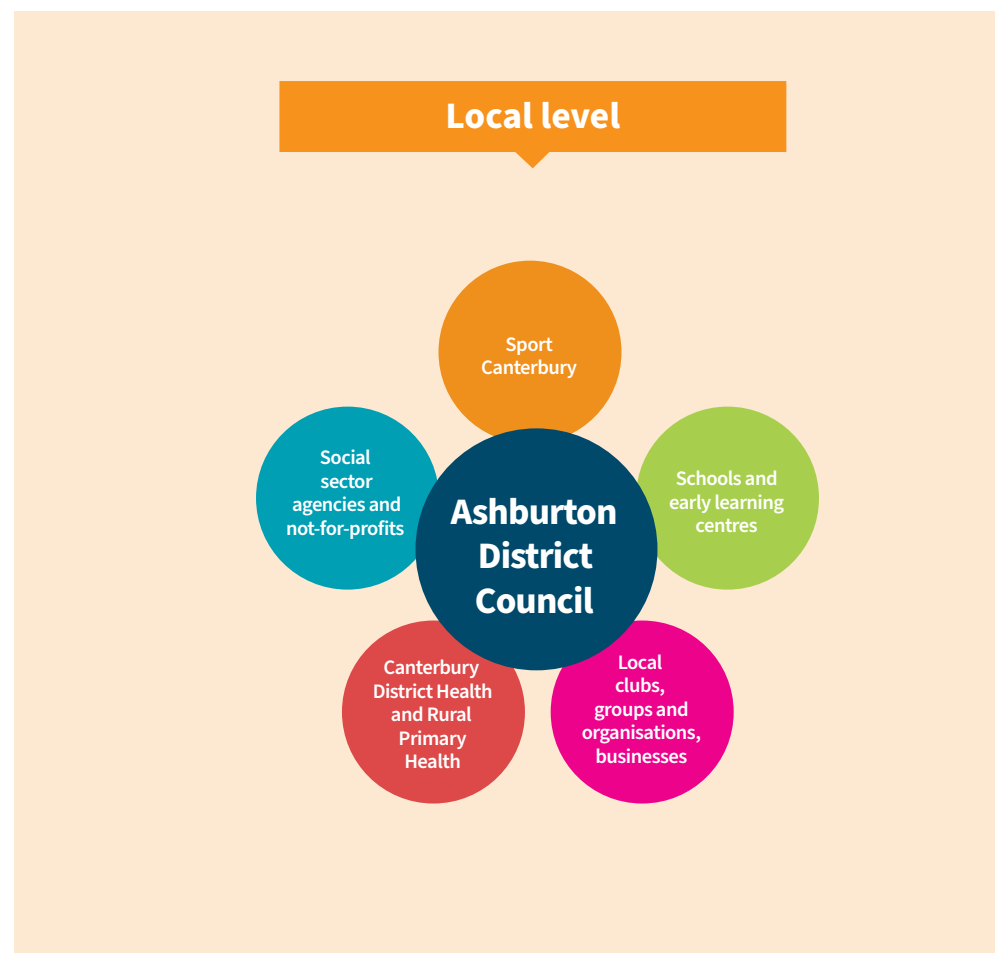 Local level
Sport
Canterbury
Social
sector
agencies and
not-for-profits
Schools and
early learning
centres
Ashburton
District
Council
Canterbury
District Health
and Rural
Primary
Health
Local
clubs,
groups and
organisations,
businesses